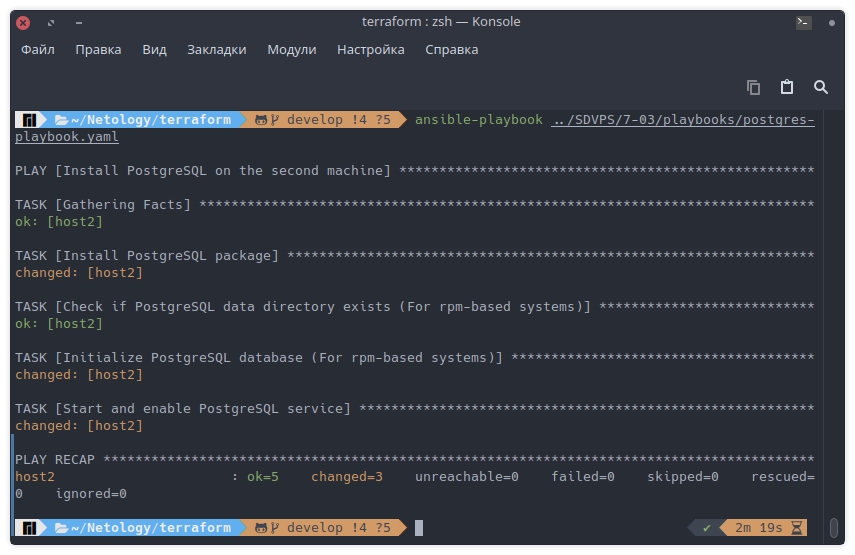 terraform : zsh — Konsole
Файл Правка Вид Закладки Модули Настройка Справка
~/Netology/terraform develop !4 ?5 ansible-playbook ../SDVPS/7-03/playbooks/postgres-
playbook.yaml
PLAY [Install PostgreSQL on the second machine] ****************************************************
TASK [Gathering Facts] *****************************************************************************
ok: [host2]
TASK [Install PostgreSQL package] ******************************************************************
changed: [host2]
TASK [Check if PostgreSQL data directory exists (For rpm-based systems)] ***************************
ok: [host2]
TASK [Initialize PostgreSQL database (For rpm-based systems)] **************************************
changed: [host2]
TASK [Start and enable PostgreSQL service] *********************************************************
changed: [host2]
PLAY RECAP *****************************************************************************************
host2 : ok=5 changed=3 unreachable=0 failed=0 skipped=0 rescued=
0 ignored=0
~/Netology/terraform develop !4 ?5 ✔ 2m 19s